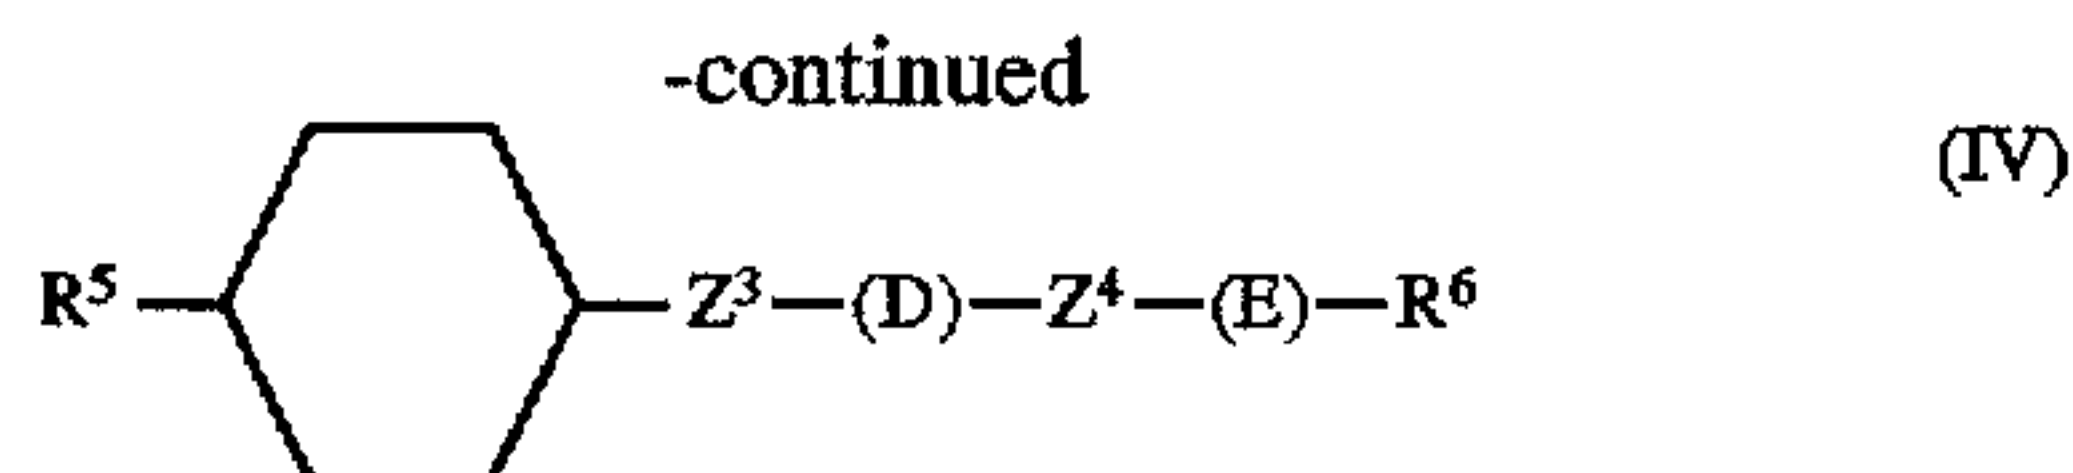 -continued
(IV)
R⁵ Z³—(D)—Z⁴—(E)—R⁶